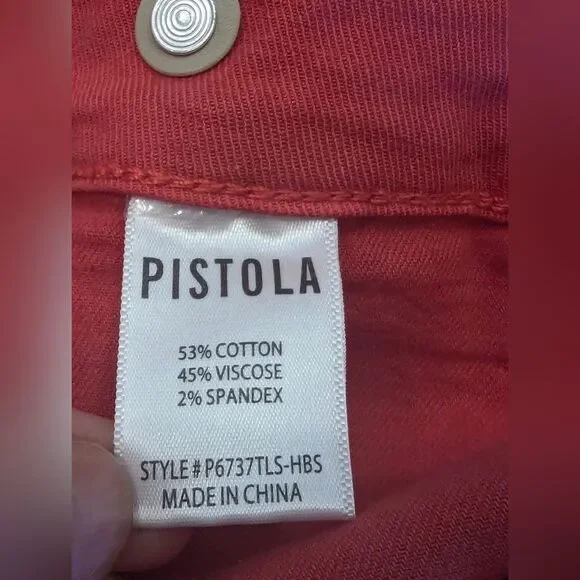 PISTOLA
53% COTTON
45% VISCOSE
2% SPANDEX
STYLE# P6737TLS-HBS
MADE IN CHINA